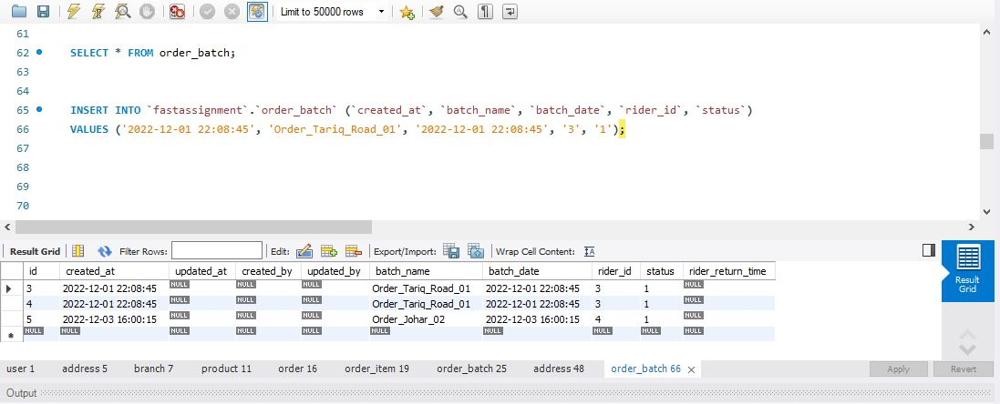 Limit to 50000 rows
61
62 SELECT * FROM order_batch;
63
64
65 INSERT INTO `fastassignment`.`order_batch` (`created_at`, `batch_name`, `batch_date`, `rider_id`, `status`)
66 VALUES ('2022-12-01 22:08:45', 'Order_Tariq_Road_01', '2022-12-01 22:08:45', '3', '1');
67
68
69
70
Result Grid Filter Rows: Edit: Export/Import: Wrap Cell Content: IA
id created_at updated_at created_by updated_by batch_name batch_date rider_id status rider_return_time
3 2022-12-01 22:08:45 NULL NULL NULL Order_Tariq_Road_01 2022-12-01 22:08:45 3 1 NULL
4 2022-12-01 22:08:45 NULL NULL NULL Order_Tariq_Road_01 2022-12-01 22:08:45 3 1 NULL
5 2022-12-03 16:00:15 NULL NULL NULL Order_Johar_02 2022-12-03 16:00:15 4 1 NULL
NULL NULL NULL NULL NULL NULL NULL NULL NULL NULL
Result
Grid
user 1 address 5 branch 7 product 11 order 16 order_item 19 order_batch 25 address 48 order_batch 66 Apply Revert
Output